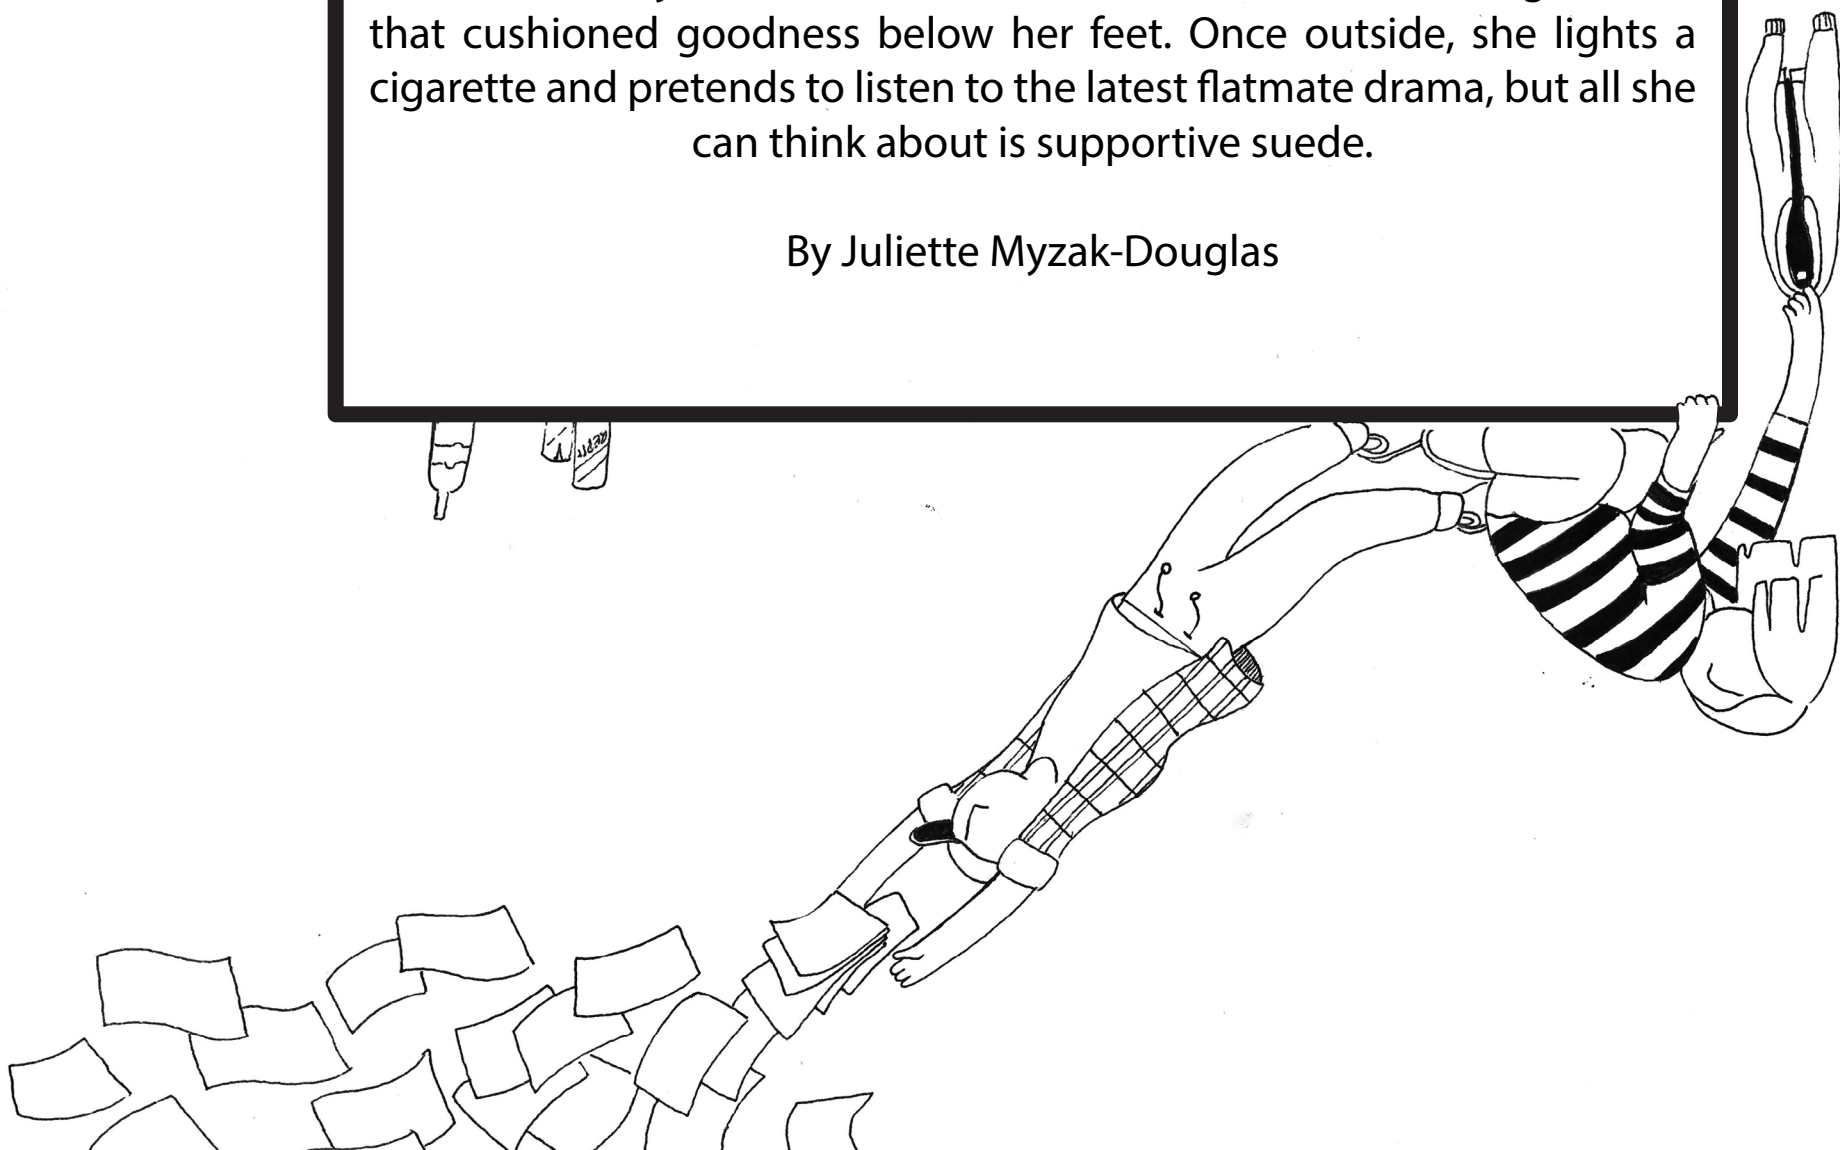 that cushioned goodness below her feet. Once outside, she lights a
cigarette and pretends to listen to the latest flatmate drama, but all she
can think about is supportive suede.
By Juliette Myzak-Douglas